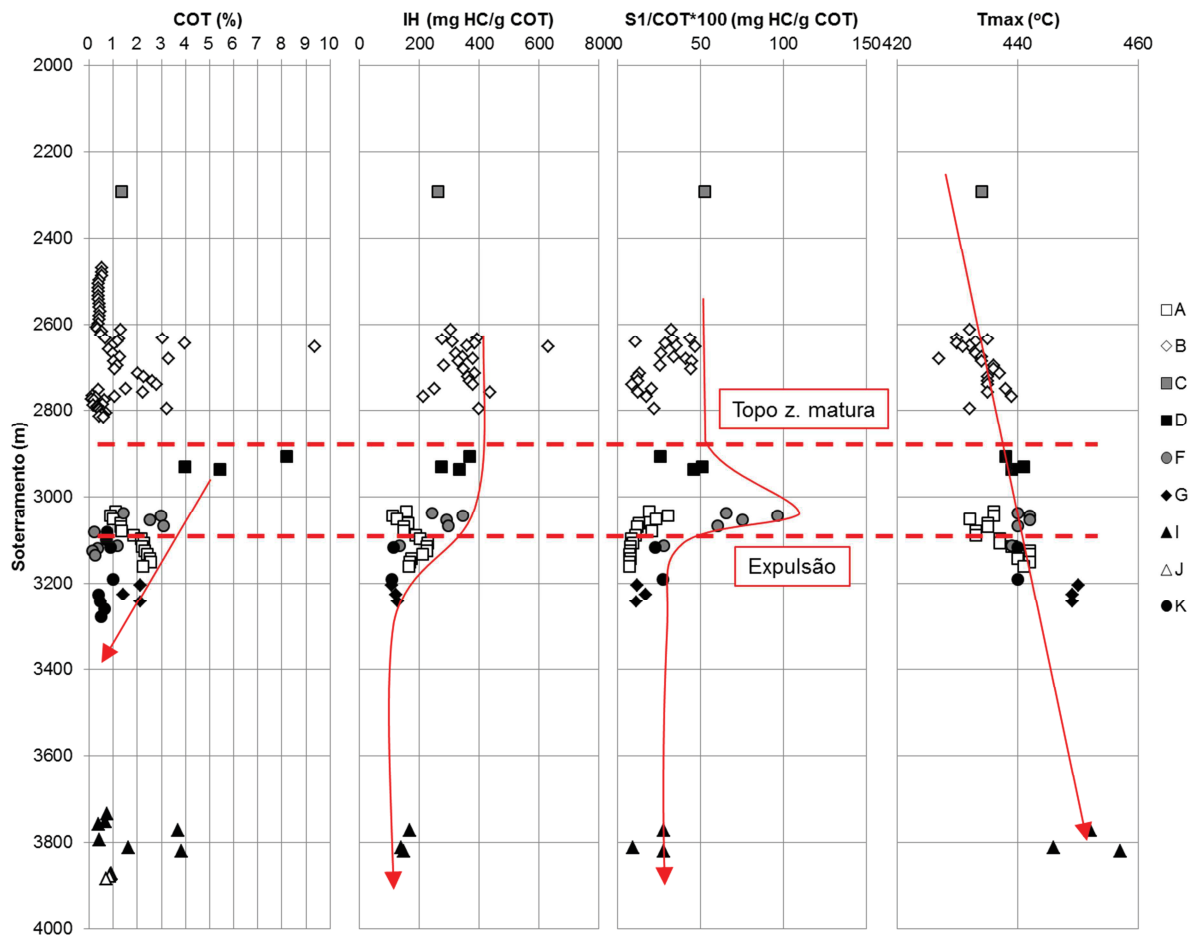 COT (%)
IH (mg HC/g COT)
S1/COT*100 (mg HC/g COT)
Tmax (ºC)
0 1 2 3 4 5 6 7 8 9 10
0 200 400 600 800
0 50 100 150
420 440 460
2000
2200
2400
2600
2800
3000
3200
3400
3600
3800
4000
Soterramento (m)
Topo z. matura
Expulsão
A
B
C
D
F
G
I
J
K